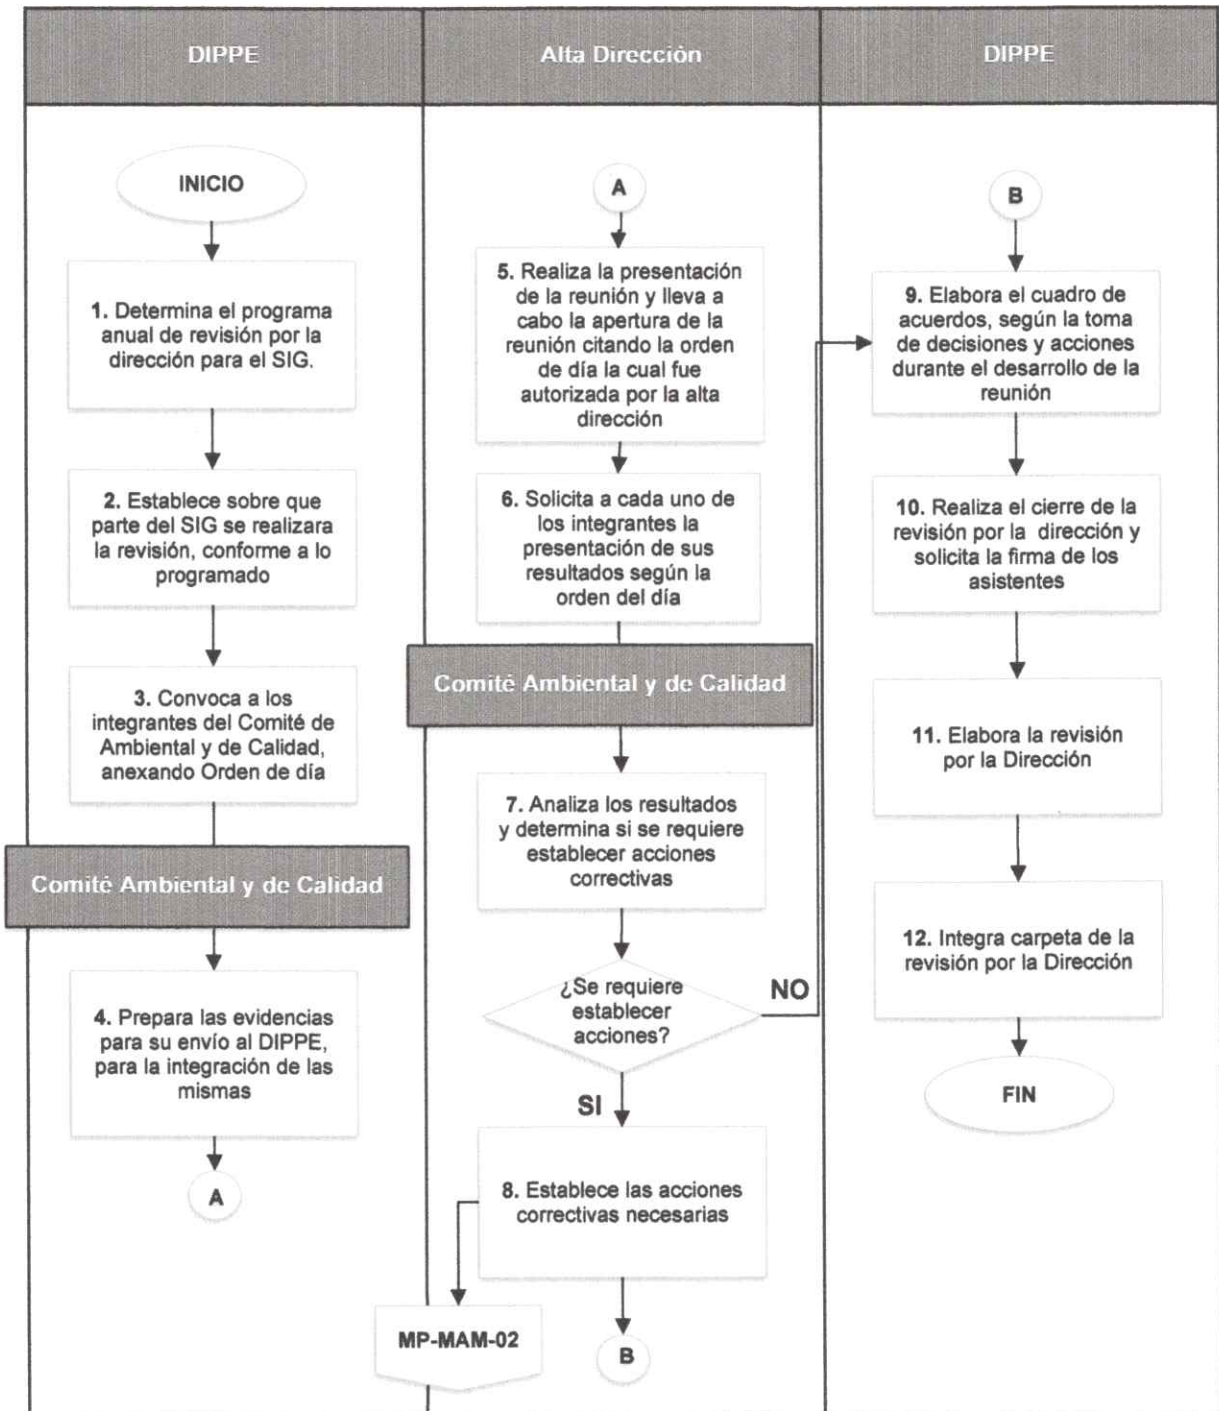 DIPPE
Alta Dirección
DIPPE
INICIO
1. Determina el programa
anual de revisión por la
dirección para el SIG.
2. Establece sobre que
parte del SIG se realizara
la revisión, conforme a lo
programado
3. Convoca a los
integrantes del Comité de
Ambiental y de Calidad,
anexando Orden de día
Comité Ambiental y de Calidad
4. Prepara las evidencias
para su envío al DIPPE,
para la integración de las
mismas
A
A
5. Realiza la presentación
de la reunión y lleva a
cabo la apertura de la
reunión citando la orden
de día la cual fue
autorizada por la alta
dirección
6. Solicita a cada uno de
los integrantes la
presentación de sus
resultados según la
orden del día
Comité Ambiental y de Calidad
7. Analiza los resultados
y determina si se requiere
establecer acciones
correctivas
¿Se requiere
establecer
acciones?
NO
SI
8. Establece las acciones
correctivas necesarias
MP-MAM-02
B
B
9. Elabora el cuadro de
acuerdos, según la toma
de decisiones y acciones
durante el desarrollo de la
reunión
10. Realiza el cierre de la
revisión por la dirección y
solicita la firma de los
asistentes
11. Elabora la revisión
por la Dirección
12. Integra carpeta de la
revisión por la Dirección
FIN